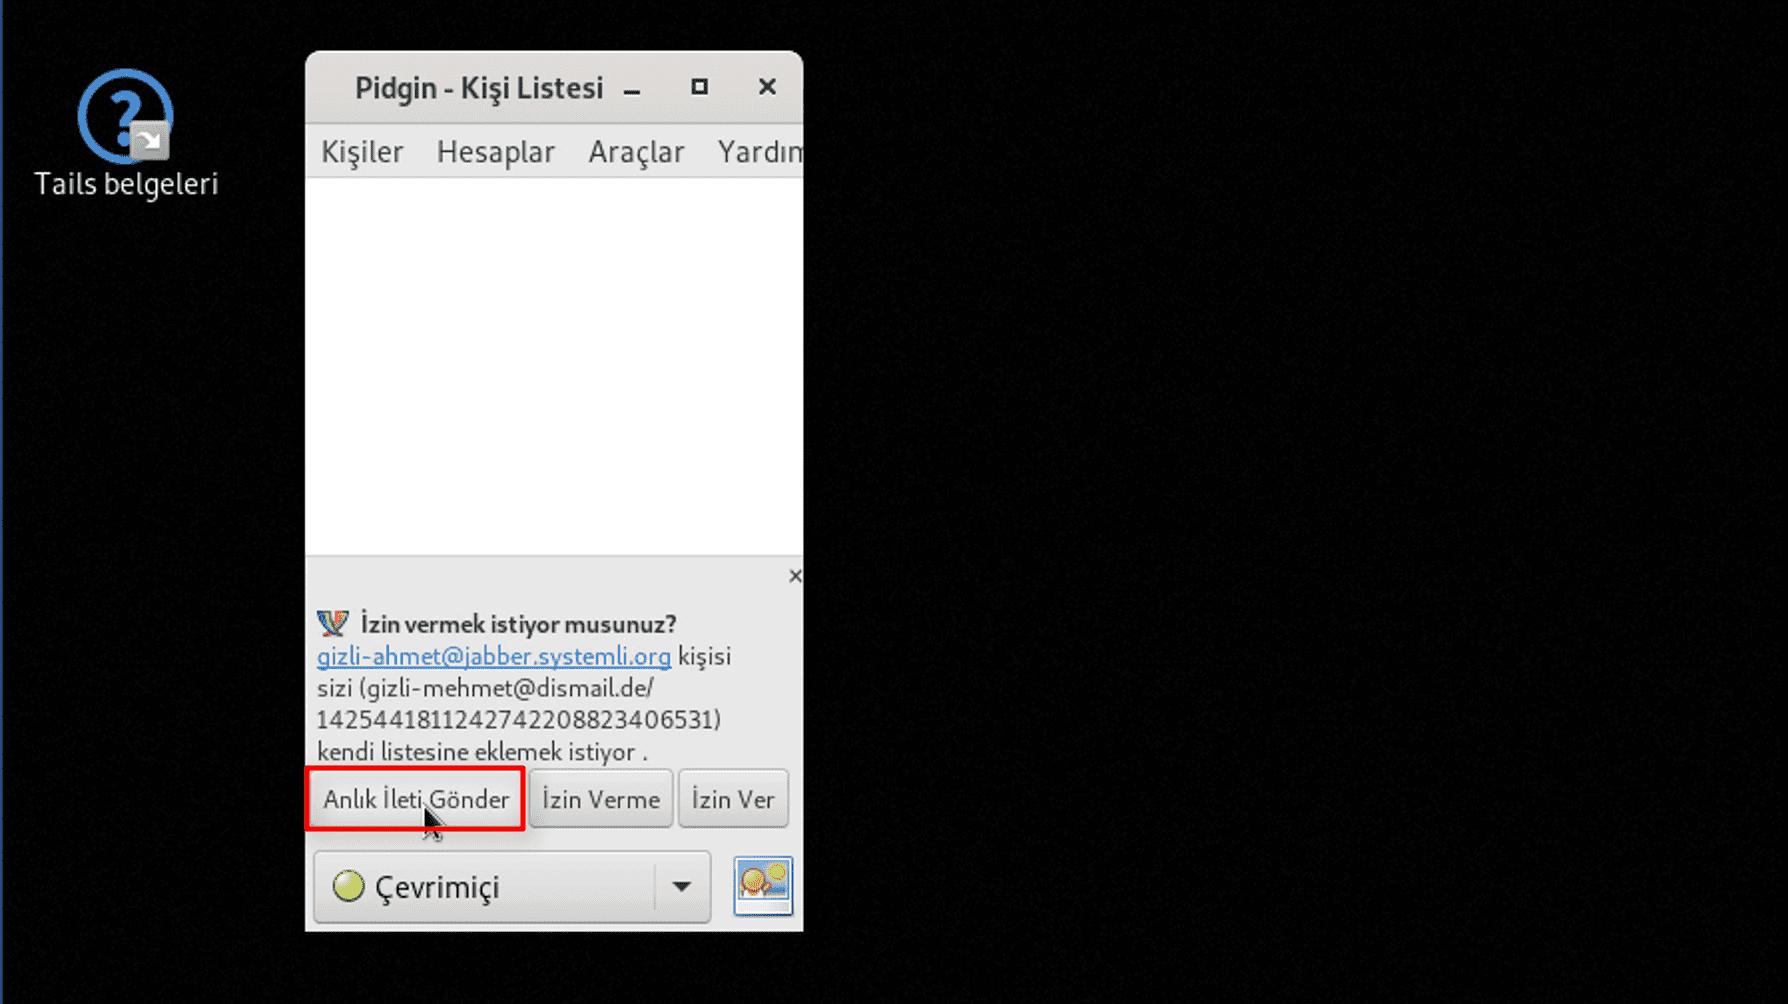 Tails belgeleri
Pidgin - Kişi Listesi
Kişiler Hesaplar Araçlar Yardım
İzin vermek istiyor musunuz?
gizli-ahmet@jabber.systemli.org kişisi
sizi (gizli-mehmet@dismail.de/
1425441811242742208823406531)
kendi listesine eklemek istiyor .
Anlık İleti Gönder İzin Verme İzin Ver
Çevrimiçi